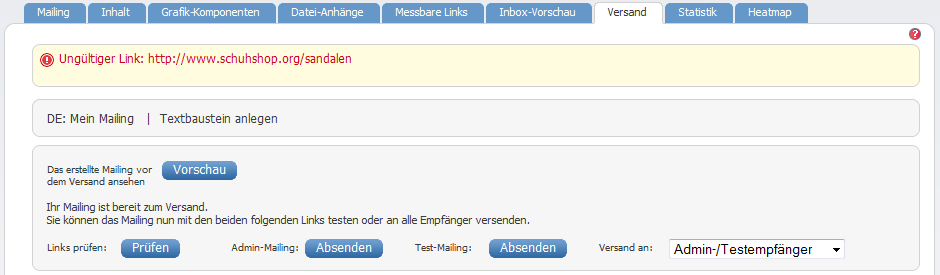 Mailing Inhalt Grafik-Komponenten Datei-Anhänge Messbare Links Inbox-Vorschau Versand Statistik Heatmap
?
! Ungültiger Link: http://www.schuhshop.org/sandalen
DE: Mein Mailing | Textbaustein anlegen
Das erstellte Mailing vor
dem Versand ansehen
Vorschau
Ihr Mailing ist bereit zum Versand.
Sie können das Mailing nun mit den beiden folgenden Links testen oder an alle Empfänger versenden.
Links prüfen: Prüfen Admin-Mailing: Absenden Test-Mailing: Absenden Versand an: Admin-/Testempfänger